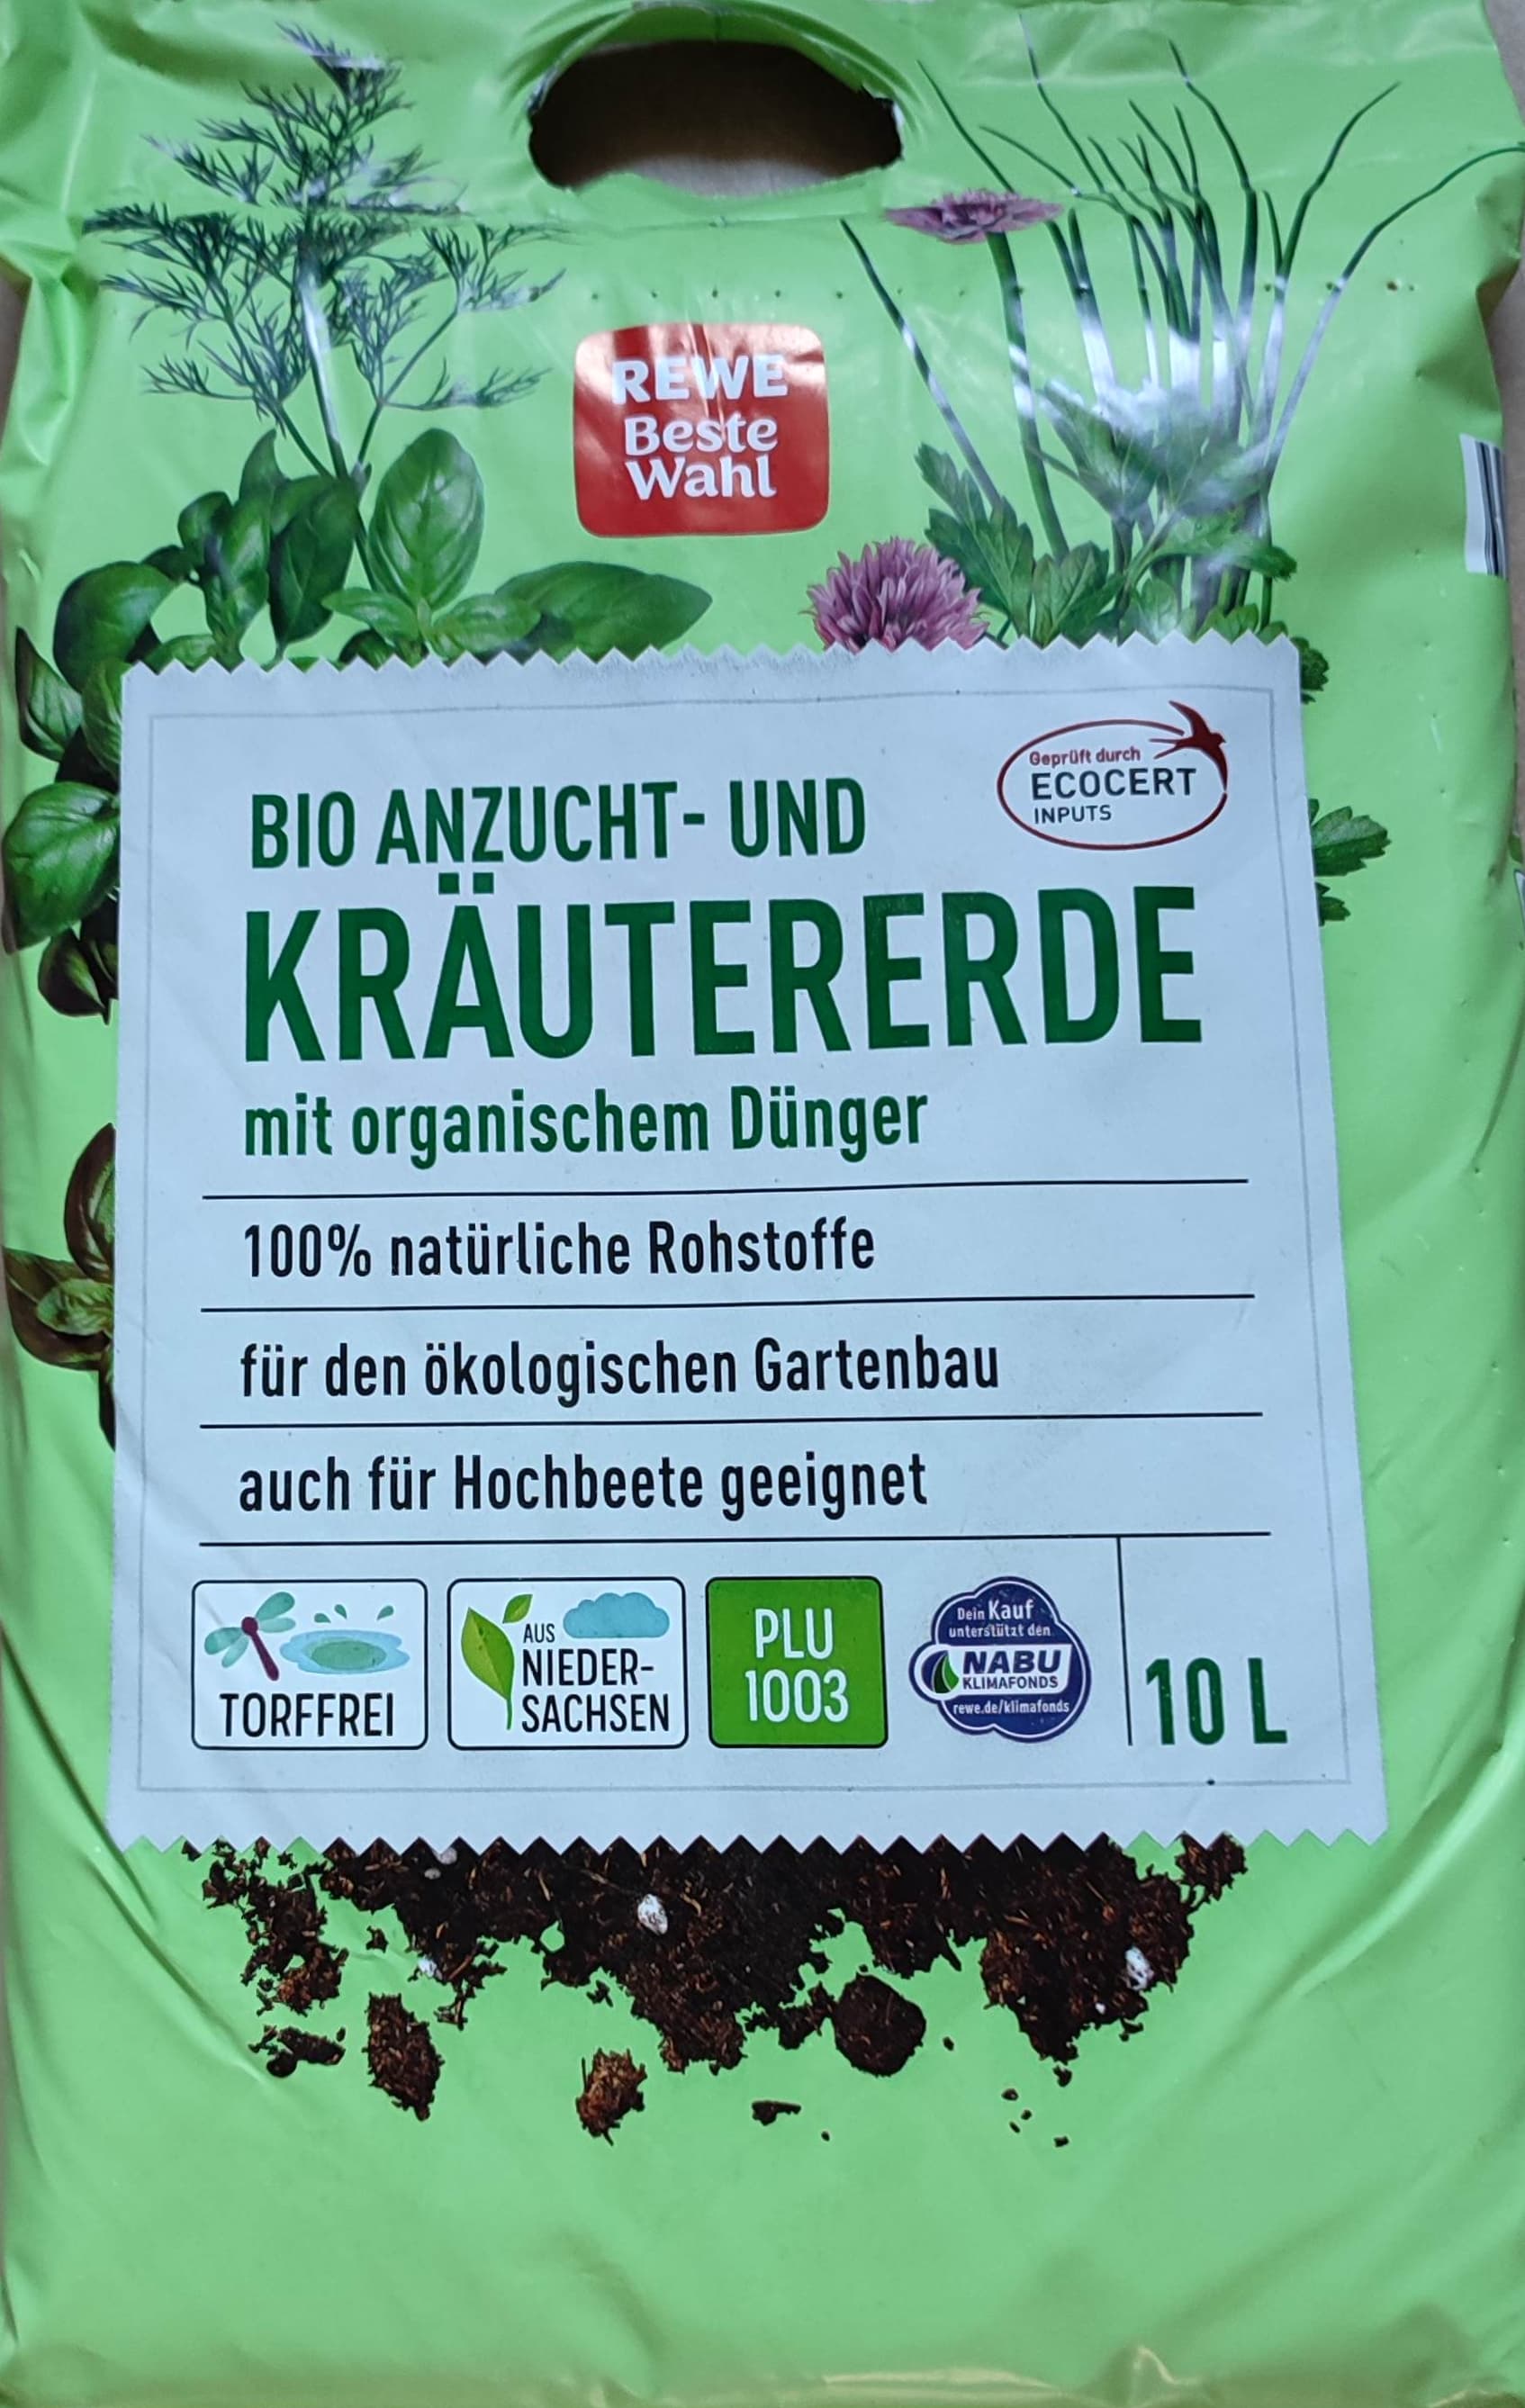 REWE
Beste
Wahl
Geprüft durch
ECOCERT
INPUTS
BIO ANZUCHT- UND
KRÄUTERERDE
mit organischem Dünger
100% natürliche Rohstoffe
für den ökologischen Gartenbau
auch für Hochbeete geeignet
TORFFREI
AUS
NIEDER-
SACHSEN
PLU
1003
Dein Kauf
unterstützt den
NABU
KLIMAFONDS
rewe.de/klimafonds
10 L